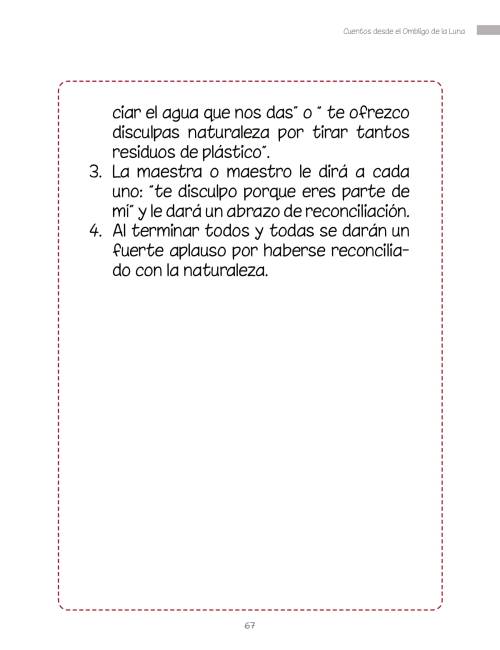 Cuentos desde el Ombligo de la Luna
ciar el agua que nos das" o " te ofrezco
disculpas naturaleza por tirar tantos
residuos de plástico".
3. La maestra o maestro le dirá a cada
uno: "te disculpo porque eres parte de
mí" y le dará un abrazo de reconciliación.
4. Al terminar todos y todas se darán un
fuerte aplauso por haberse reconcilia-
do con la naturaleza.
67